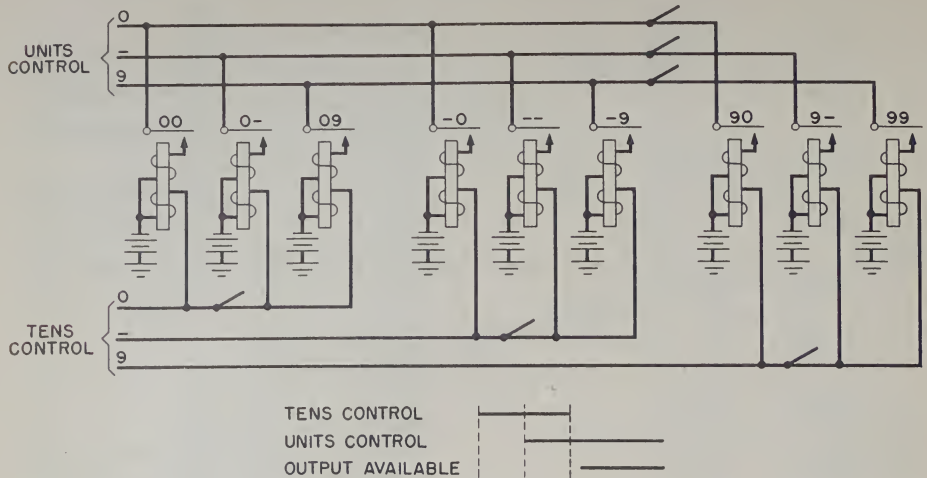 0
UNITS
CONTROL
–
9
00 0- 09 -0 -- -9 90 9- 99
0
TENS
CONTROL
–
9
TENS CONTROL
UNITS CONTROL
OUTPUT AVAILABLE